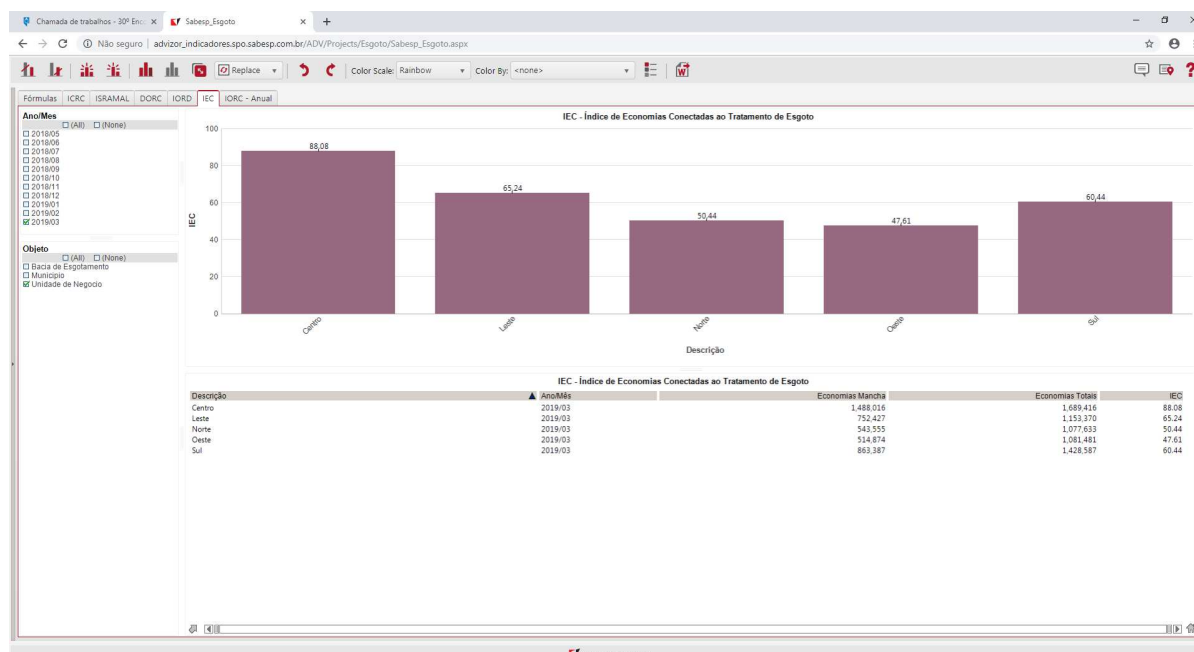 Chamada de trabalhos - 30º Enc
Sabesp_Esgoto
Não seguro | advizor_indicadores.spo.sabesp.com.br/ADV/Projects/Esgoto/Sabesp_Esgoto.aspx
Replace Color Scale: Rainbow Color By: <none>
Fórmulas ICRC ISRAMAL DORC IORD IEC IORC - Anual
Ano/Mes
(All) (None)
2018/05
2018/06
2018/07
2018/08
2018/09
2018/10
2018/11
2018/12
2019/01
2019/02
2019/03
Objeto
(All) (None)
Bacia de Esgotamento
Municipio
Unidade de Negocio
IEC - Índice de Economias Conectadas ao Tratamento de Esgoto
IEC
100
80
60
40
20
0
88,08
65,24
50,44
47,61
60,44
Centro
Leste
Norte
Oeste
Sul
Descrição
IEC - Índice de Economias Conectadas ao Tratamento de Esgoto
Descrição Ano/Mês Economias Mancha Economias Totais IEC
Centro 2019/03 1,488,016 1,689,416 88.08
Leste 2019/03 752,427 1,153,370 65.24
Norte 2019/03 543,555 1,077,633 50.44
Oeste 2019/03 514,874 1,081,481 47.61
Sul 2019/03 863,387 1,428,587 60.44